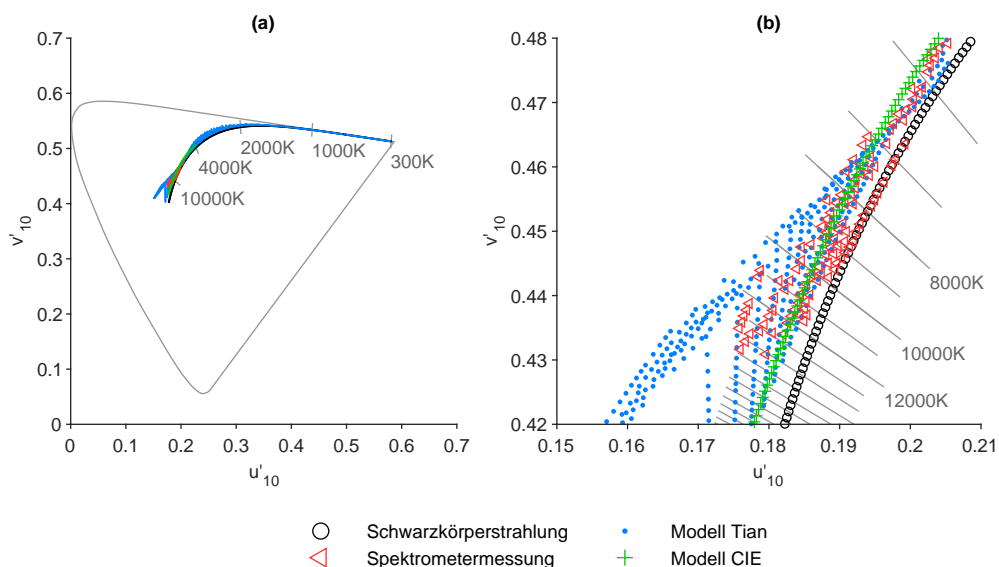 (a)
0.7
0.6
0.5
0.4
0.3
0.2
0.1
0
v'10
2000K
1000K
300K
4000K
10000K
0 0.1 0.2 0.3 0.4 0.5 0.6 0.7
u'10
(b)
0.48
0.47
0.46
0.45
0.44
0.43
0.42
v'10
8000K
10000K
12000K
0.15 0.16 0.17 0.18 0.19 0.2 0.21
u'10
Schwarzkörperstrahlung
Modell Tian
Spektrometermessung
Modell CIE